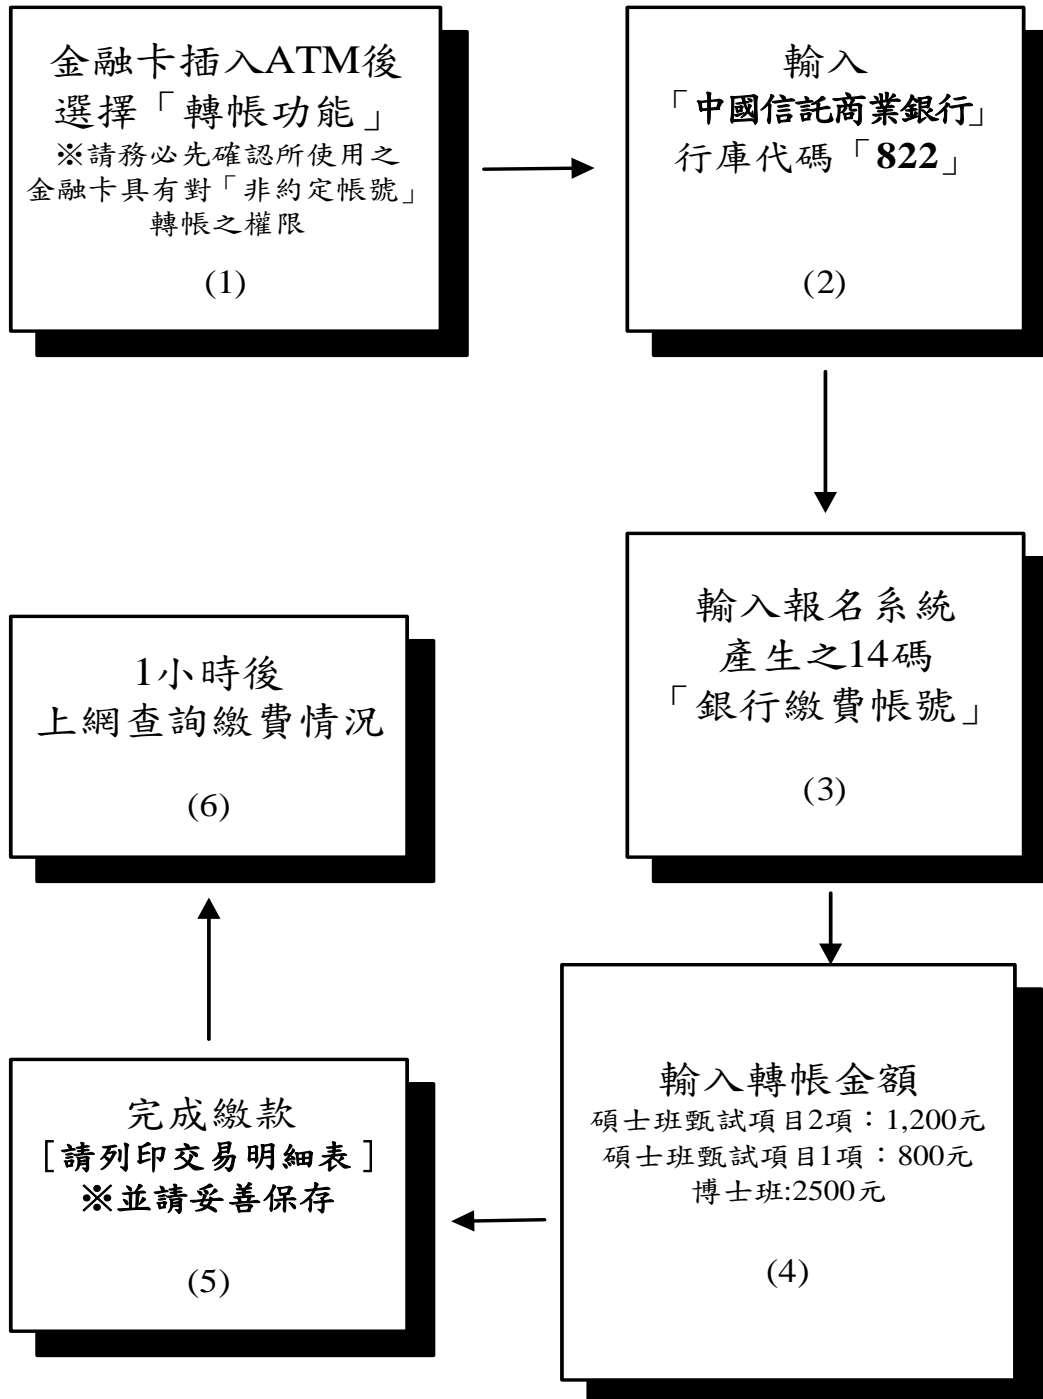 金融卡插入ATM後
選擇「轉帳功能」
※請務必先確認所使用之
金融卡具有對「非約定帳號」
轉帳之權限
(1)
輸入
「中國信託商業銀行」
行庫代碼「822」
(2)
輸入報名系統
產生之14碼
「銀行繳費帳號」
(3)
輸入轉帳金額
碩士班甄試項目2項：1,200元
碩士班甄試項目1項：800元
博士班:2500元
(4)
完成繳款
[請列印交易明細表]
※並請妥善保存
(5)
1小時後
上網查詢繳費情況
(6)